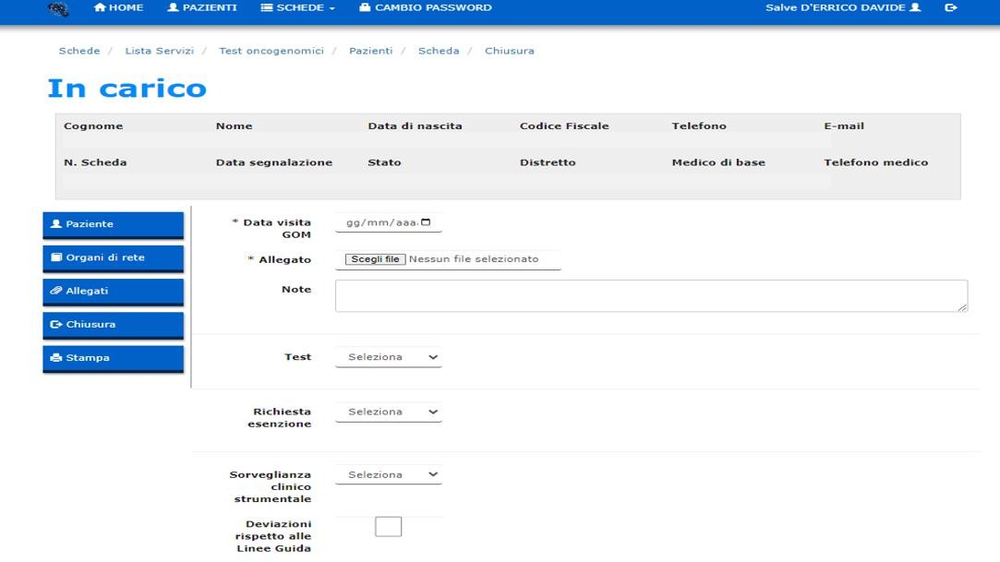 HOME PAZIENTI SCHEDE CAMBIO PASSWORD Salve D'ERRICO DAVIDE
Schede / Lista Servizi / Test oncogenomici / Pazienti / Scheda / Chiusura
In carico
Cognome Nome Data di nascita Codice Fiscale Telefono E-mail
N. Scheda Data segnalazione Stato Distretto Medico di base Telefono medico
Paziente
Organi di rete
Allegati
Chiusura
Stampa
* Data visita
GOM
gg/mm/aaa
* Allegato Scegli file Nessun file selezionato
Note
Test Seleziona
Richiesta
esenzione
Seleziona
Sorveglianza
clinico
strumentale
Seleziona
Deviazioni
rispetto alle
Linee Guida